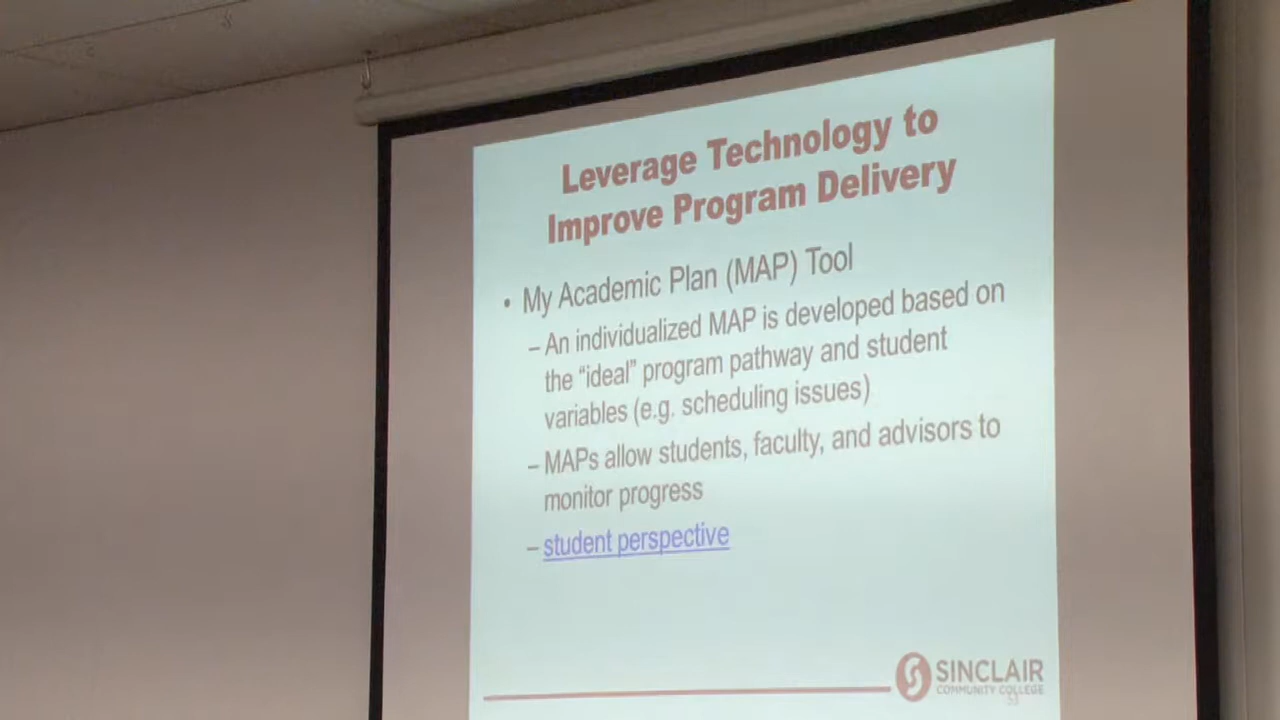 Leverage Technology to
Improve Program Delivery
• My Academic Plan (MAP) Tool
– An individualized MAP is developed based on
the “ideal” program pathway and student
variables (e.g. scheduling issues)
– MAPs allow students, faculty, and advisors to
monitor progress
– student perspective
SINCLAIR
COMMUNITY COLLEGE